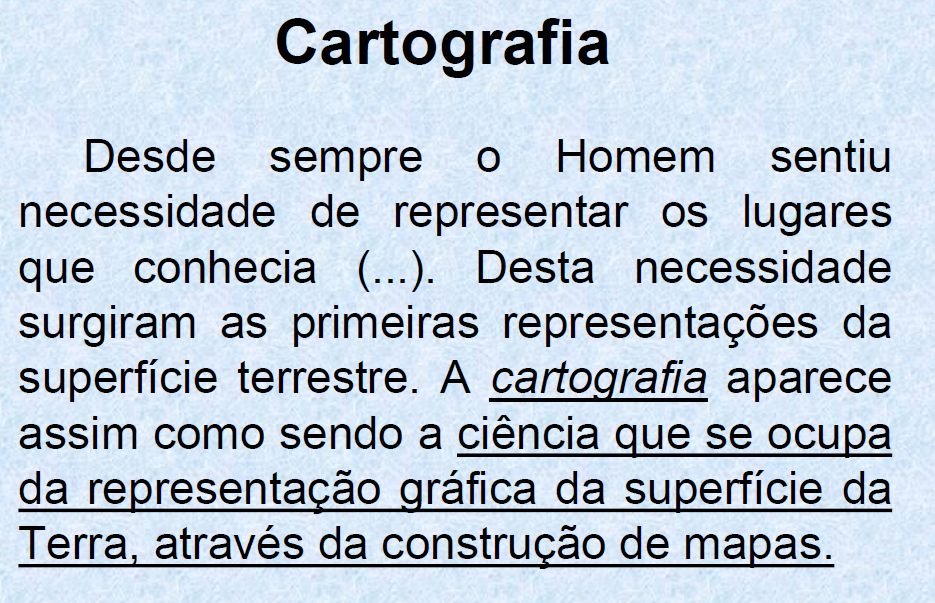 Cartografia
Desde sempre o Homem sentiu
necessidade de representar os lugares
que conhecia (...). Desta necessidade
surgiram as primeiras representações da
superfície terrestre. A cartografia aparece
assim como sendo a ciência que se ocupa
da representação gráfica da superfície da
Terra, através da construção de mapas.